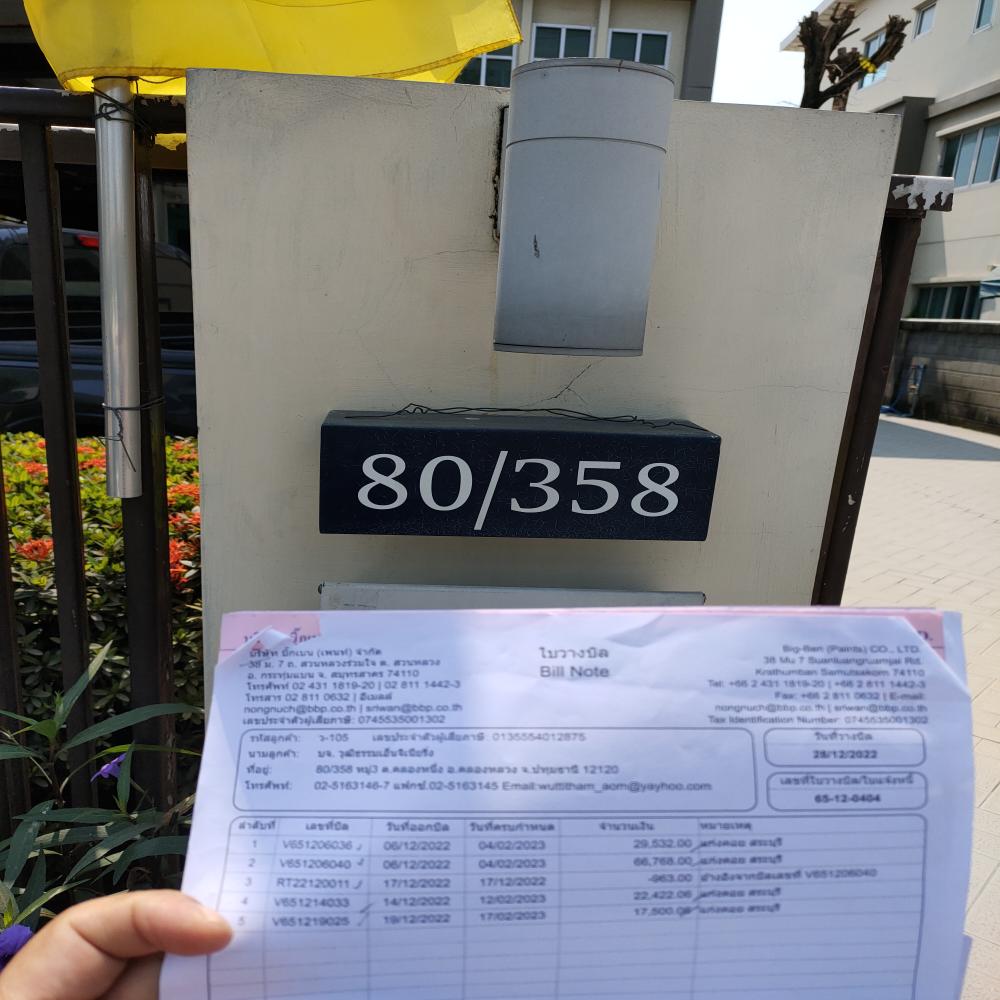 80/358
บริษัท บิ๊กเบน (เพนท์) จำกัด
38 ม. 7 ถ. สวนหลวงร่วมใจ ต. สวนหลวง
อ. กระทุ่มแบน จ. สมุทรสาคร 74110
โทรศัพท์ 02 431 1819-20 | 02 811 1442-3
โทรสาร 02 811 0632 | อีเมลล์
nongnuch@bbp.co.th | sriwan@bbp.co.th
เลขประจำตัวผู้เสียภาษี: 0745535001302
ใบวางบิล
Bill Note
Big-Ben (Paints) CO., LTD.
38 Mu 7 Suanluangruamjai Rd.
Krathumban Samutsakorn 74110
Tel: +66 2 431 1819-20 | +66 2 811 1442-3
Fax: +66 2 811 0632 | E-mail:
nongnuch@bbp.co.th | sriwan@bbp.co.th
Tax Identification Number: 0745535001302
รหัสลูกค้า: ว-105 เลขประจำตัวผู้เสียภาษี 0135554012875
นามลูกค้า: บจ. วุฒิธรรมเอ็นจิเนียริ่ง
ที่อยู่: 80/358 หมู่3 ต.คลองหนึ่ง อ.คลองหลวง จ.ปทุมธานี 12120
โทรศัพท์: 02-5163146-7 แฟกซ์.02-5163145 Email:wuttitham_aom@yayhoo.com
วันที่วางบิล
28/12/2022
เลขที่ใบวางบิล/ใบแจ้งหนี้
65-12-0404
ลำดับที่ เลขที่บิล วันที่ออกบิล วันที่ครบกำหนด จำนวนเงิน หมายเหตุ
1 V651206036 06/12/2022 04/02/2023 29,532.00 แก่งคอย สระบุรี
2 V651206040 06/12/2022 04/02/2023 66,768.00 แก่งคอย สระบุรี
3 RT22120011 17/12/2022 17/12/2022 -963.00 อ้างอิงจากบิลเลขที่ V651206040
4 V651214033 14/12/2022 12/02/2023 22,422.06 แก่งคอย สระบุรี
5 V651219025 19/12/2022 17/02/2023 17,500.08 แก่งคอย สระบุรี